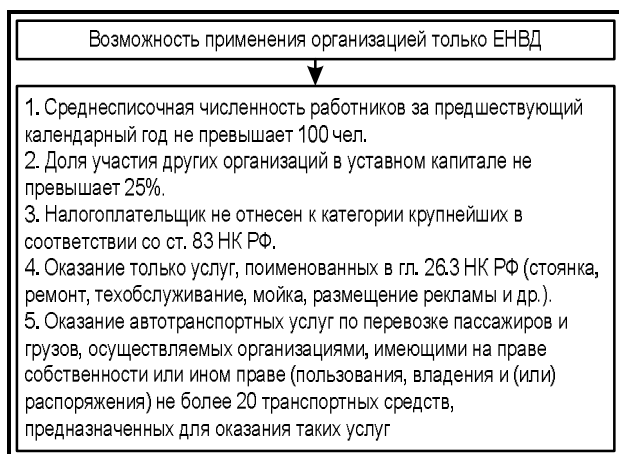 Возможность применения организацией только ЕНВД
1. Среднесписочная численность работников за предшествующий
календарный год не превышает 100 чел.
2. Доля участия других организаций в уставном капитале не
превышает 25%.
3. Налогоплательщик не отнесен к категории крупнейших в
соответствии со ст. 83 НК РФ.
4. Оказание только услуг, поименованных в гл. 26.3 НК РФ (стоянка,
ремонт, техобслуживание, мойка, размещение рекламы и др.).
5. Оказание автотранспортных услуг по перевозке пассажиров и
грузов, осуществляемых организациями, имеющими на праве
собственности или ином праве (пользования, владения и (или)
распоряжения) не более 20 транспортных средств,
предназначенных для оказания таких услуг